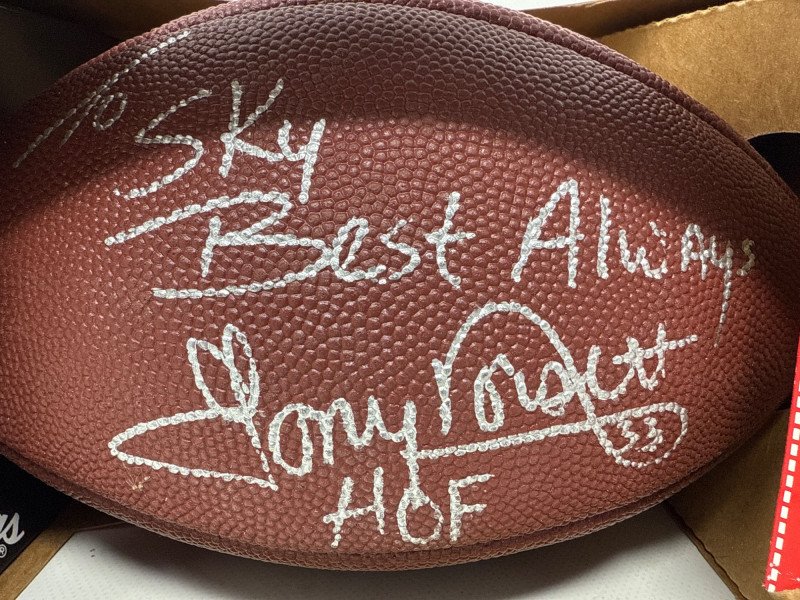 To Sky
Best Always
Tony Dorsett
33
HOF